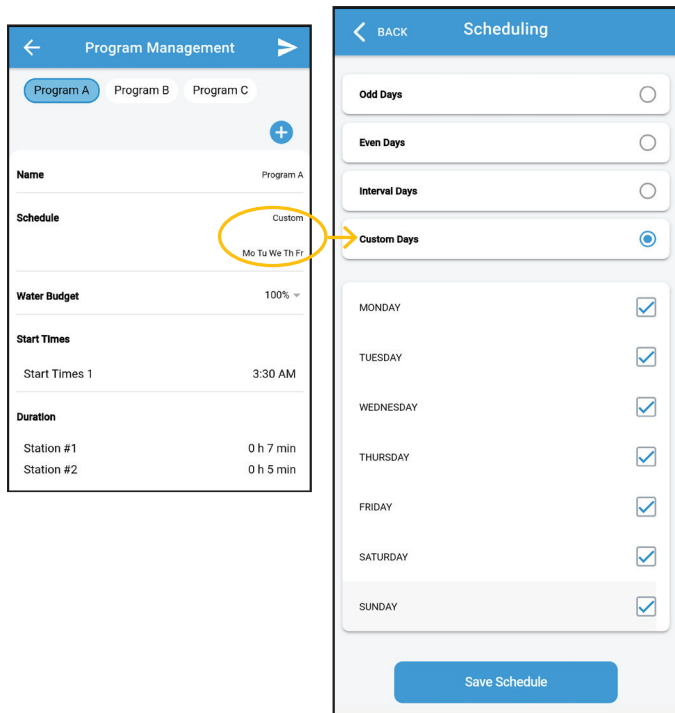 Program Management
Program A Program B Program C
Name Program A
Schedule Custom
Mo Tu We Th Fr
Water Budget 100%
Start Times
Start Times 1 3:30 AM
Duration
Station #1 0 h 7 min
Station #2 0 h 5 min
BACK Scheduling
Odd Days
Even Days
Interval Days
Custom Days
MONDAY
TUESDAY
WEDNESDAY
THURSDAY
FRIDAY
SATURDAY
SUNDAY
Save Schedule